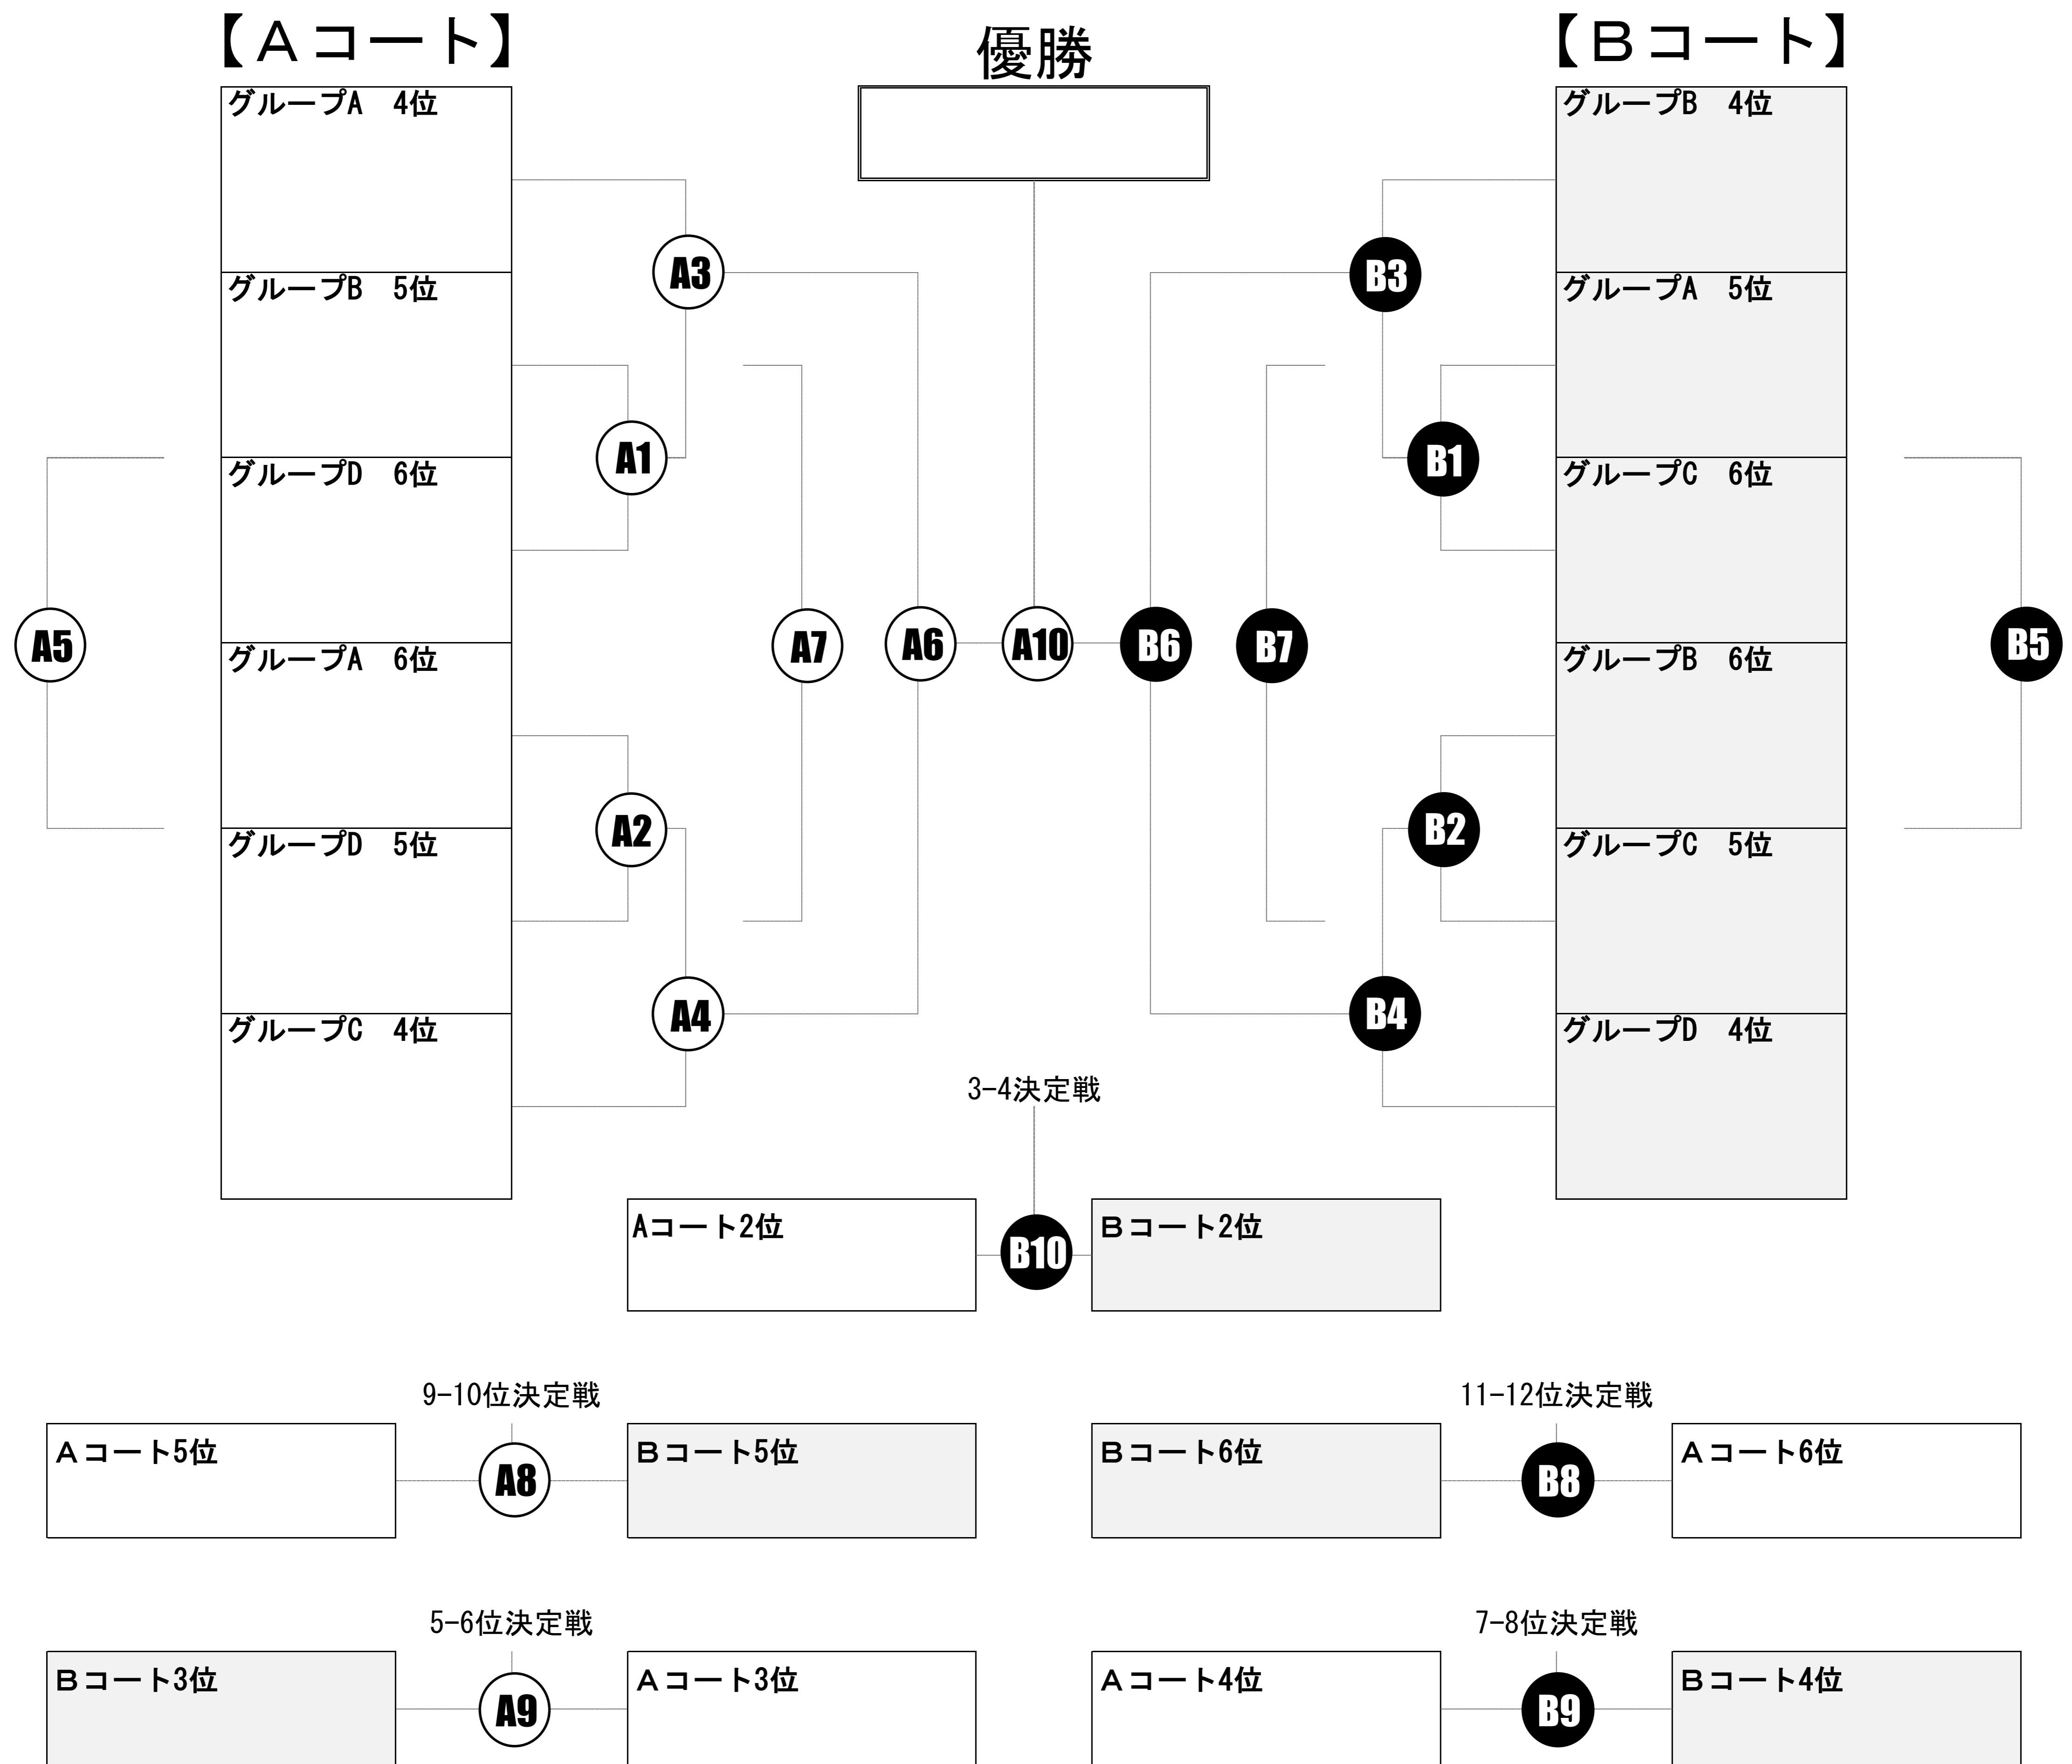 【Ａコート】
優勝
【Ｂコート】
グループA　4位
グループB　4位
A3
B3
グループB　5位
グループA　5位
A1
B1
グループD　6位
グループC　6位
A5
A7
A6
A10
B6
B7
B5
グループA　6位
グループB　6位
A2
B2
グループD　5位
グループC　5位
A4
B4
グループC　4位
グループD　4位
3-4決定戦
Aコート2位
B10
Ｂコート2位
9-10位決定戦
11-12位決定戦
Ａコート5位
A8
Ｂコート5位
Ｂコート6位
B8
Ａコート6位
5-6位決定戦
7-8位決定戦
Ｂコート3位
A9
Ａコート3位
Ａコート4位
B9
Ｂコート4位